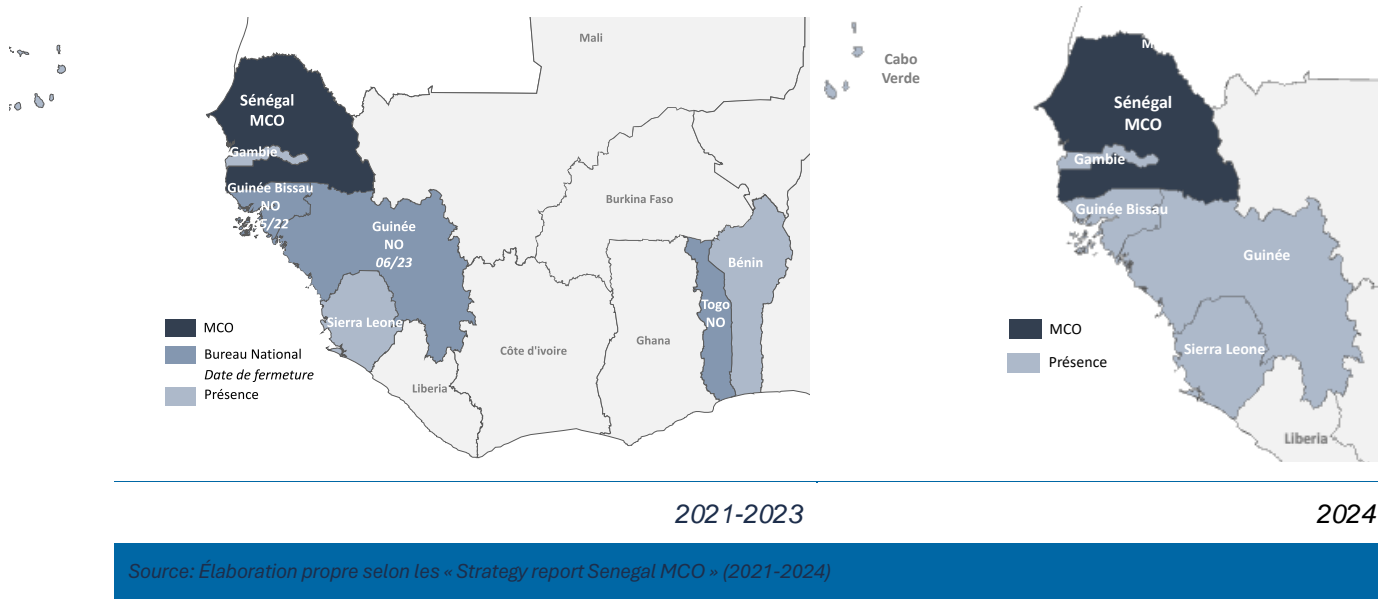 Mali
Sénégal
MCO
Gambie
Guinée Bissau
NO
5/22
Guinée
NO
06/23
Burkina Faso
Bénin
Togo
NO
Sierra Leone
Côte d'ivoire
Ghana
Liberia
MCO
Bureau National
Date de fermeture
Présence
Cabo
Verde
Sénégal
MCO
Gambie
Guinée Bissau
Guinée
Sierra Leone
Liberia
MCO
Présence
2021-2023
2024
Source: Élaboration propre selon les « Strategy report Senegal MCO » (2021-2024)